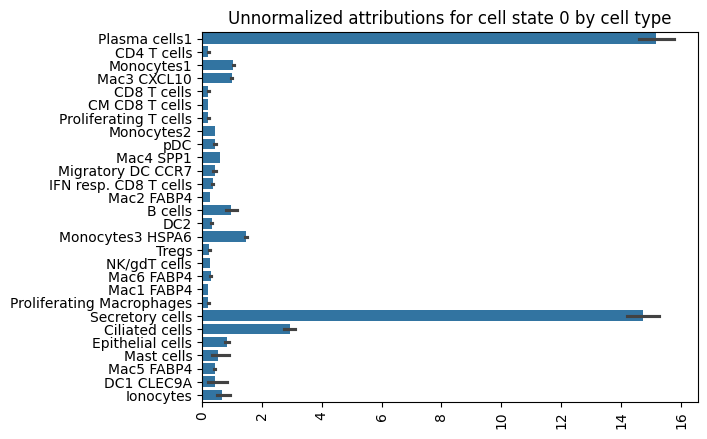 Unnormalized attributions for cell state 0 by cell type
Plasma cells1
CD4 T cells
Monocytes1
Mac3 CXCL10
CD8 T cells
CM CD8 T cells
Proliferating T cells
Monocytes2
pDC
Mac4 SPP1
Migratory DC CCR7
IFN resp. CD8 T cells
Mac2 FABP4
B cells
DC2
Monocytes3 HSPA6
Tregs
NK/gdT cells
Mac6 FABP4
Mac1 FABP4
Proliferating Macrophages
Secretory cells
Ciliated cells
Epithelial cells
Mast cells
Mac5 FABP4
DC1 CLEC9A
Ionocytes
0 2 4 6 8 10 12 14 16